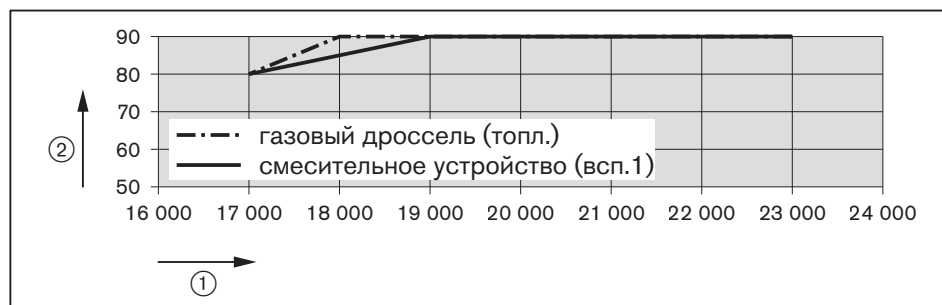 90
80
70
60
50
газовый дроссель (топл.)
смесительное устройство (всп.1)
16 000 17 000 18 000 19 000 20 000 21 000 22 000 23 000 24 000
②
①